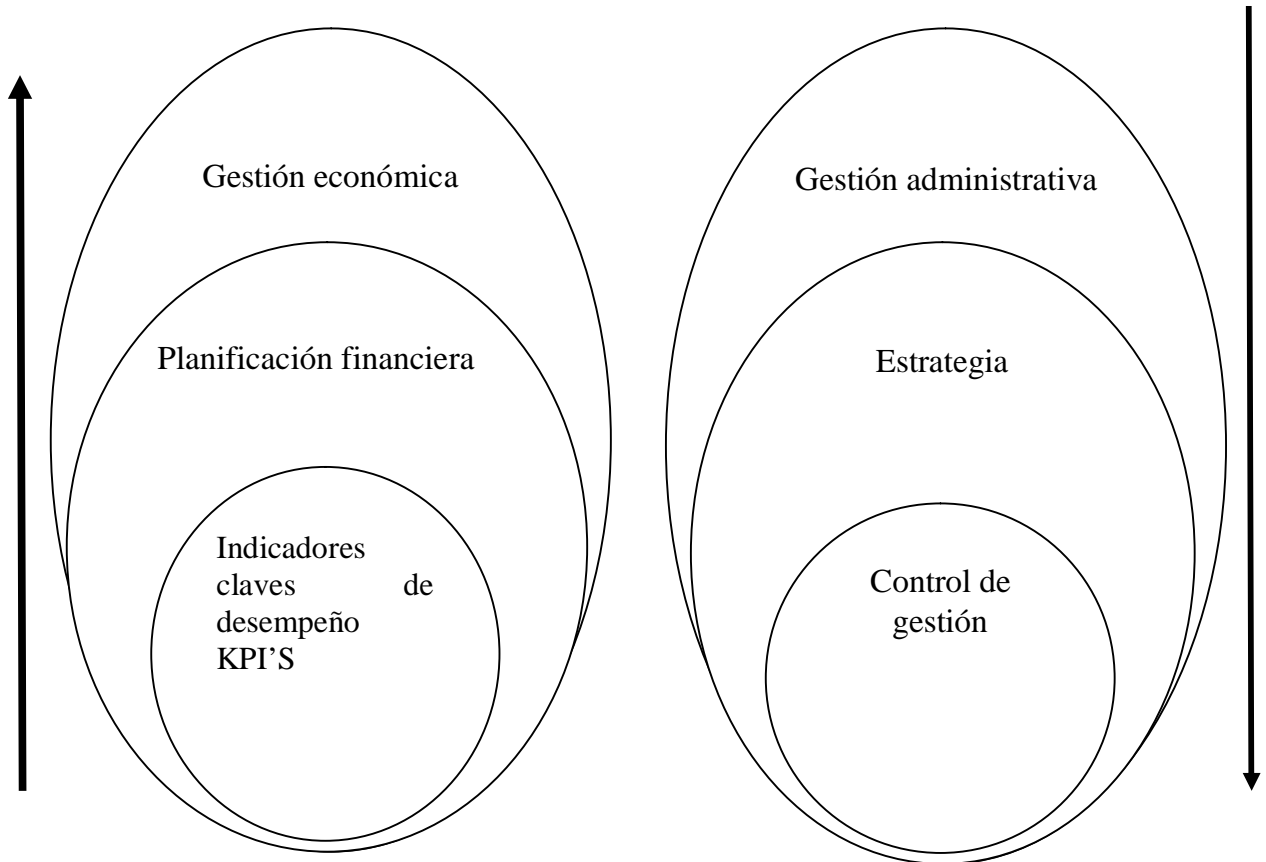 Gestión económica
Planificación financiera
Indicadores
claves de
desempeño
KPI’S
Gestión administrativa
Estrategia
Control de
gestión